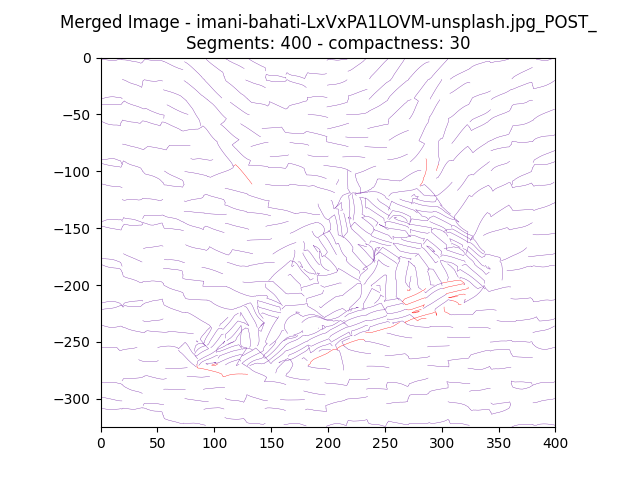 Merged Image - imani-bahati-LxVxPA1LOVM-unsplash.jpg_POST_
Segments: 400 - compactness: 30
0
−50
−100
−150
−200
−250
−300
0 50 100 150 200 250 300 350 400